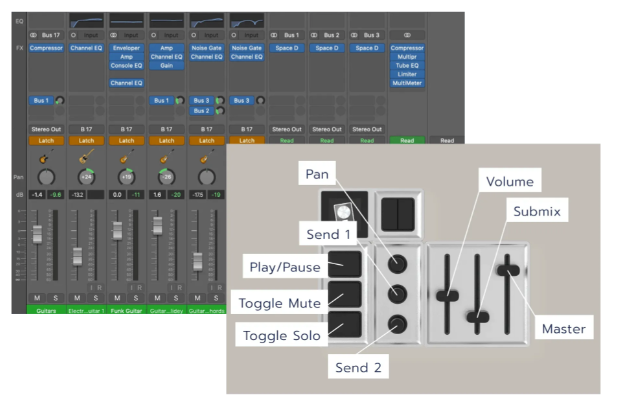 EQ
Bus 17 Input Input Input Input Input Bus 1 Bus 2 Bus 3
FX Compressor Channel EQ Enveloper Amp Noise Gate Noise Gate Space D Space D Space D Compressor
Amp Channel EQ Channel EQ Channel EQ Multipr
Console EQ Gain Tube EQ
Limiter
Channel EQ MultiMeter
Bus 1 Bus 1 Bus 3 Bus 3
Bus 2
Stereo Out B 17 B 17 B 17 B 17 B 17 Stereo Out Stereo Out Stereo Out
Latch Latch Latch Latch Latch Latch Read Read Read Read Read
Pan +24 +19 -26
dB -1.4 -9.6 -13.2 0.0 -11 1.6 -20 -17.5 -19
I R I R I R
M S M S M S M S M S
Guitars Electr...uitar 1 Funk Guitar Guitar...lidey Guitar...hords
Pan
Volume
Submix
Send 1
Play/Pause
Toggle Mute
Master
Toggle Solo
Send 2